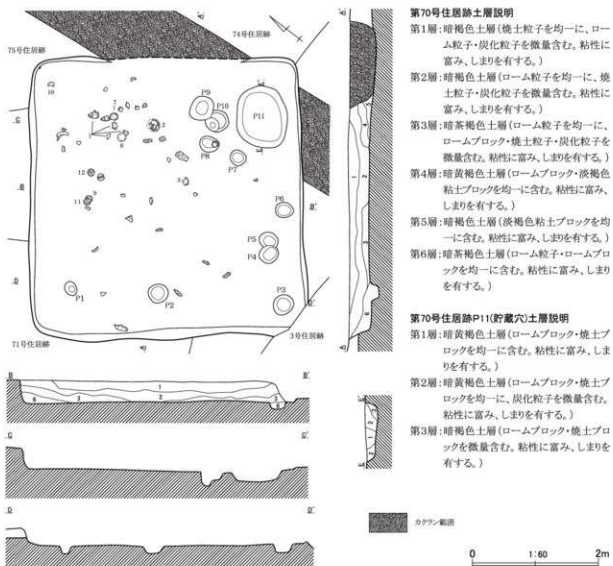 74号住居跡
75号住居跡
10
7
1
8
2
3
12
9
11
P9
P10
P11
P8
P7
P6
P5
P4
P3
P2
P1
71号住居跡
3号住居跡
第70号住居跡土層説明
第1層:暗褐色土層(焼土粒子を均一に、ロー
ム粒子・炭化粒子を微量含む。粘性に
富み、しまりを有する。)
第2層:暗褐色土層(ローム粒子を均一に、焼
土粒子・炭化粒子を微量含む。粘性に
富み、しまりを有する。)
第3層:暗茶褐色土層(ローム粒子を均一に、
ロームブロック・焼土粒子・炭化粒子を
微量含む。粘性に富み、しまりを有する。)
第4層:暗黄褐色土層(ロームブロック・淡褐色
粘土ブロックを均一に含む。粘性に富み、
しまりを有する。)
第5層:暗褐色土層(淡褐色粘土ブロックを均
一に含む。粘性に富み、しまりを有する。)
第6層:暗茶褐色土層(ローム粒子・ロームブロ
ックを均一に含む。粘性に富み、しまり
を有する。)
第70号住居跡P11(貯蔵穴)土層説明
第1層:暗黄褐色土層(ロームブロック・焼土ブ
ロックを均一に含む。粘性に富み、しま
りを有する。)
第2層:暗黄褐色土層(ロームブロック・焼土ブ
ロックを均一に、炭化粒子を微量含む。
粘性に富み、しまりを有する。)
第3層:暗黄褐色土層(ロームブロック・焼土ブロ
ックを微量含む。粘性に富み、しまりを
有する。)
B B'
1
6 3 2 3
6
C C'
D D'
カクラン範囲
0 1:60 2m